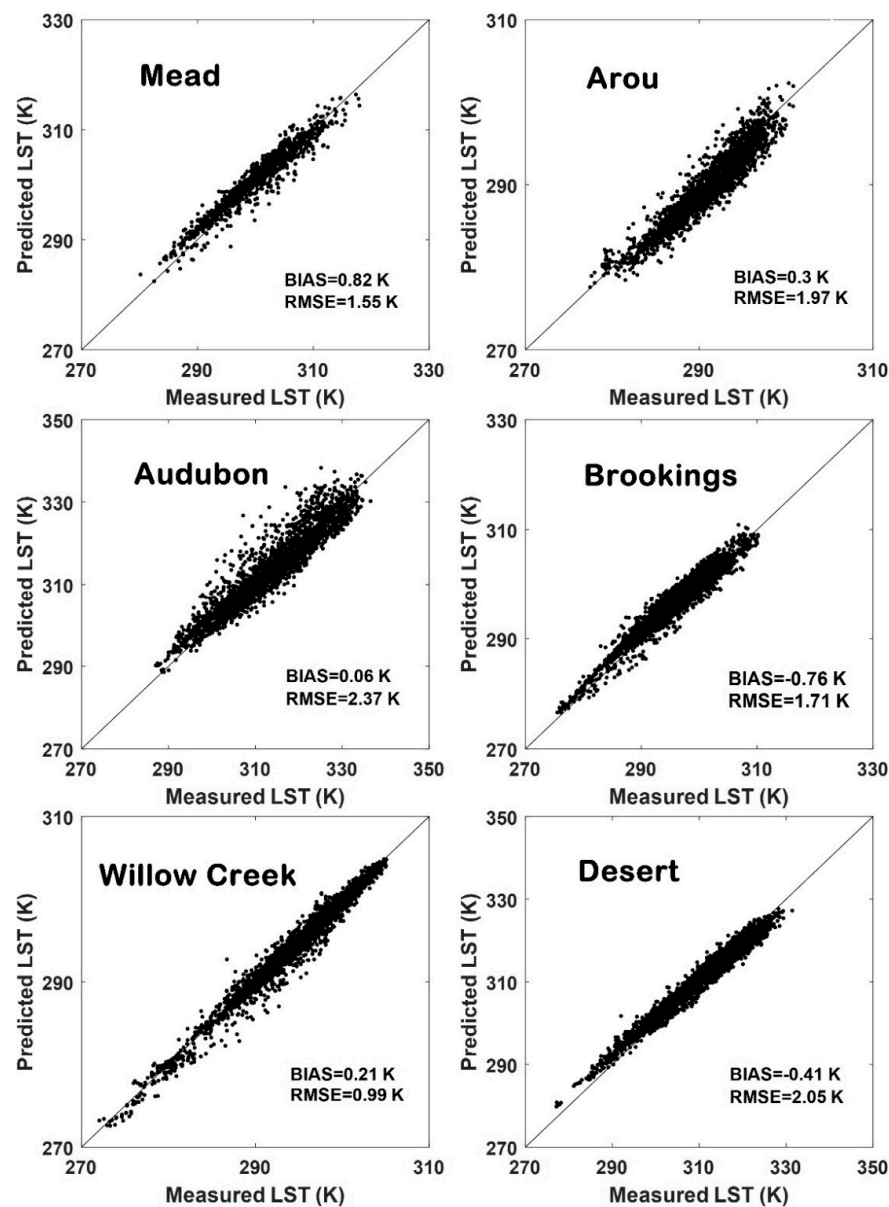 330
310
290
270
Predicted LST (K)
Mead
BIAS=0.82 K
RMSE=1.55 K
270 290 310 330
Measured LST (K)
310
290
270
Predicted LST (K)
Arou
BIAS=0.3 K
RMSE=1.97 K
270 290 310
Measured LST (K)
350
330
310
290
270
Predicted LST (K)
Audubon
BIAS=0.06 K
RMSE=2.37 K
270 290 310 330 350
Measured LST (K)
330
310
290
270
Predicted LST (K)
Brookings
BIAS=-0.76 K
RMSE=1.71 K
270 290 310 330
Measured LST (K)
310
290
270
Predicted LST (K)
Willow Creek
BIAS=0.21 K
RMSE=0.99 K
270 290 310
Measured LST (K)
350
330
310
290
270
Predicted LST (K)
Desert
BIAS=-0.41 K
RMSE=2.05 K
270 290 310 330 350
Measured LST (K)